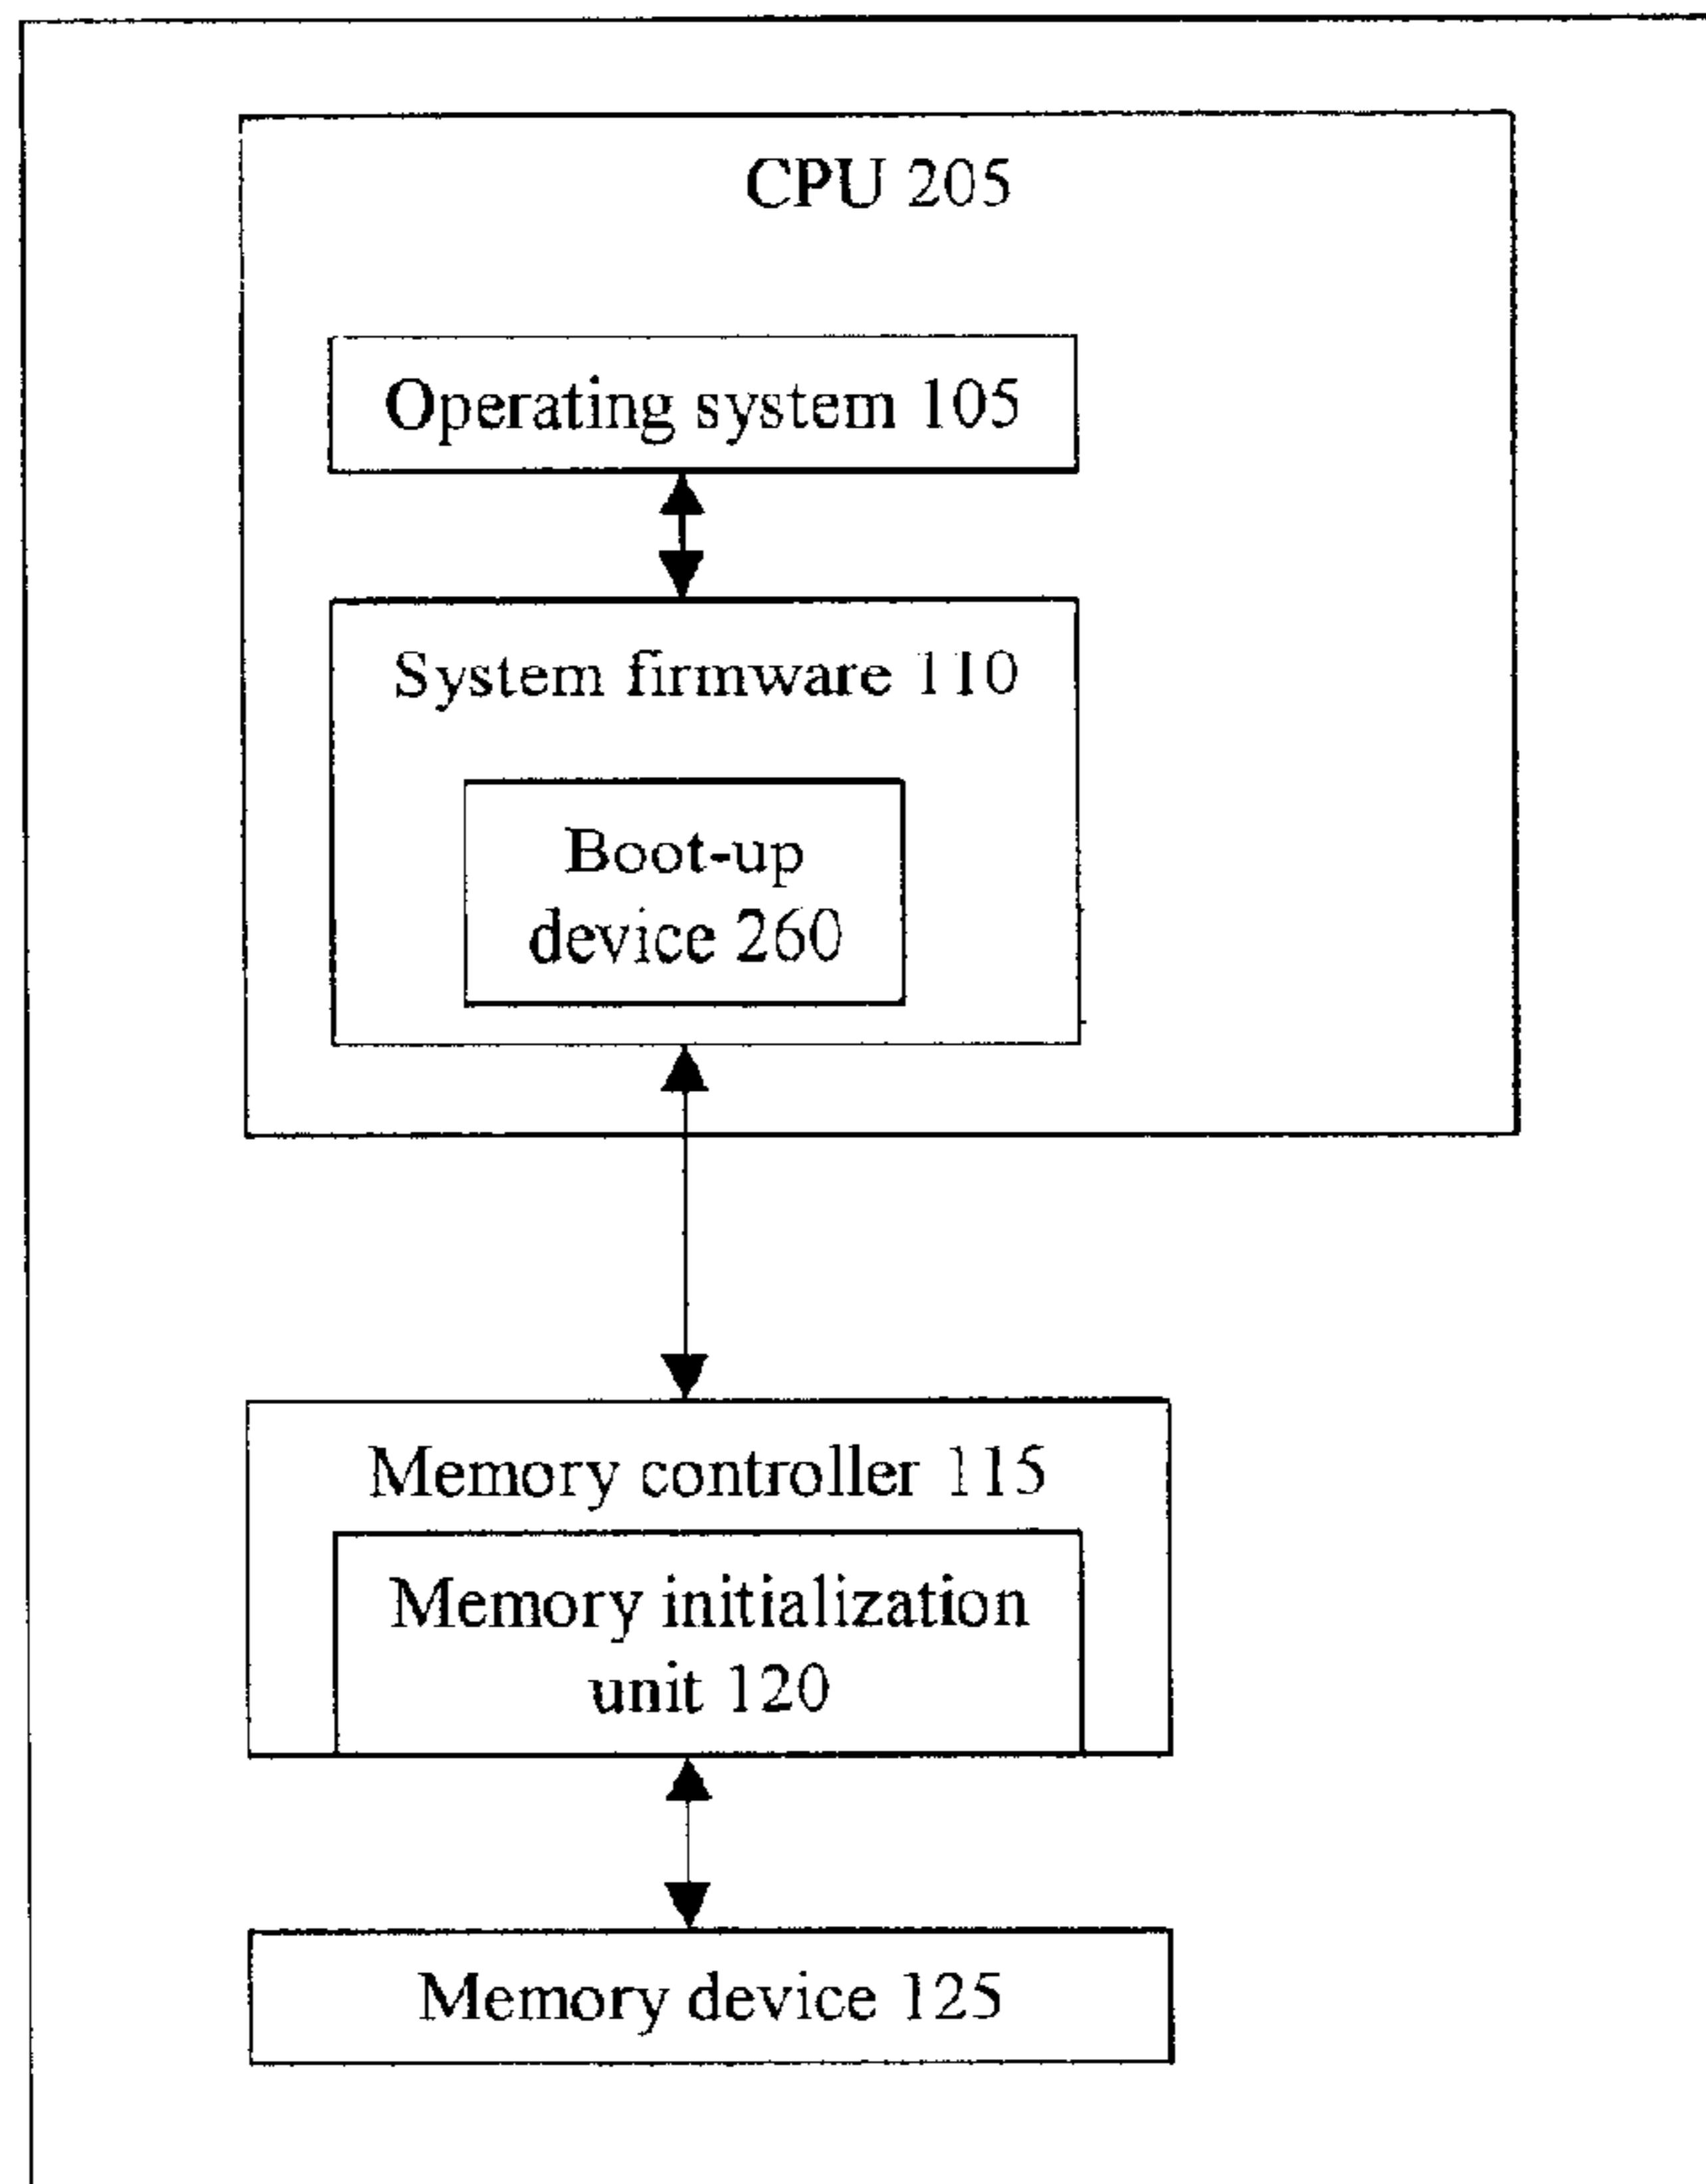 CPU 205
Operating system 105
System firmware 110
Boot-up
device 260
Memory controller 115
Memory initialization
unit 120
Memory device 125